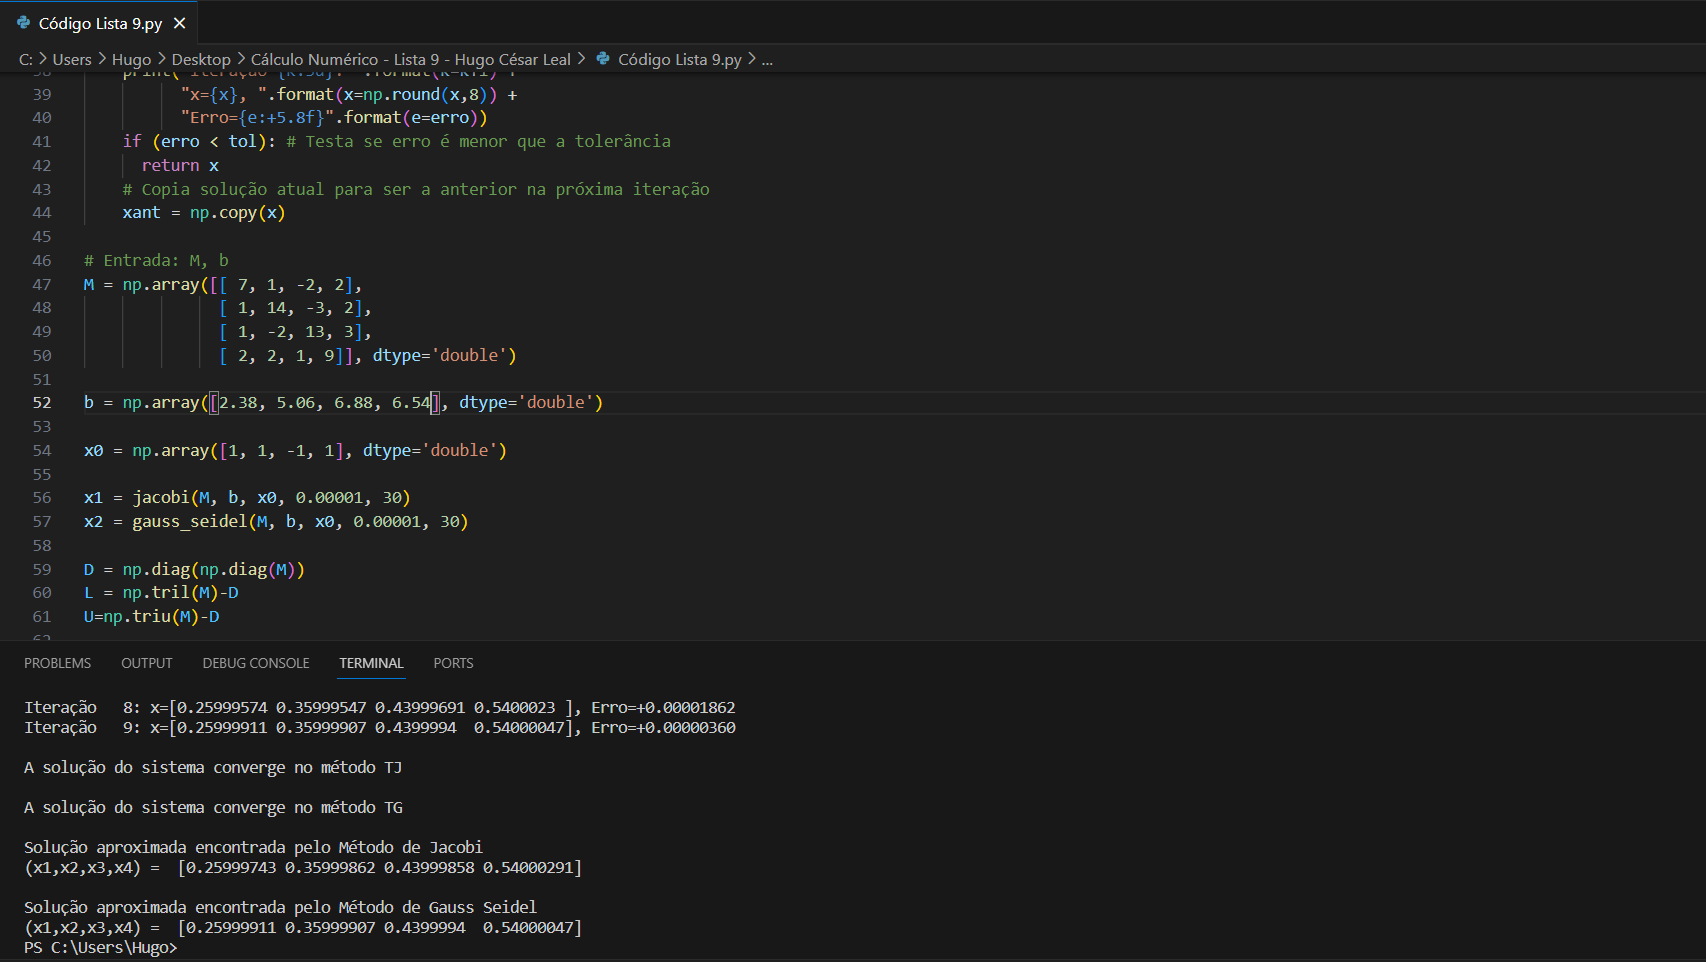 Código Lista 9.py
C: > Users > Hugo > Desktop > Cálculo Numérico - Lista 9 - Hugo César Leal > Código Lista 9.py > ...
39 "x={x}, ".format(x=np.round(x,8)) +
40 "Erro={e:+5.8f}".format(e=erro))
41 if (erro < tol): # Testa se erro é menor que a tolerância
42 return x
43 # Copia solução atual para ser a anterior na próxima iteração
44 xant = np.copy(x)
45
46 # Entrada: M, b
47 M = np.array([[ 7, 1, -2, 2],
48 [ 1, 14, -3, 2],
49 [ 1, -2, 13, 3],
50 [ 2, 2, 1, 9]], dtype='double')
51
52 b = np.array([2.38, 5.06, 6.88, 6.54], dtype='double')
53
54 x0 = np.array([1, 1, -1, 1], dtype='double')
55
56 x1 = jacobi(M, b, x0, 0.00001, 30)
57 x2 = gauss_seidel(M, b, x0, 0.00001, 30)
58
59 D = np.diag(np.diag(M))
60 L = np.tril(M)-D
61 U=np.triu(M)-D
PROBLEMS OUTPUT DEBUG CONSOLE TERMINAL PORTS
Iteração 8: x=[0.25999574 0.35999547 0.43999691 0.5400023 ], Erro=+0.00001862
Iteração 9: x=[0.25999911 0.35999907 0.4399994 0.54000047], Erro=+0.00000360
A solução do sistema converge no método TJ
A solução do sistema converge no método TG
Solução aproximada encontrada pelo Método de Jacobi
(x1,x2,x3,x4) = [0.25999743 0.35999862 0.43999858 0.54000291]
Solução aproximada encontrada pelo Método de Gauss Seidel
(x1,x2,x3,x4) = [0.25999911 0.35999907 0.4399994 0.54000047]
PS C:\Users\Hugo>